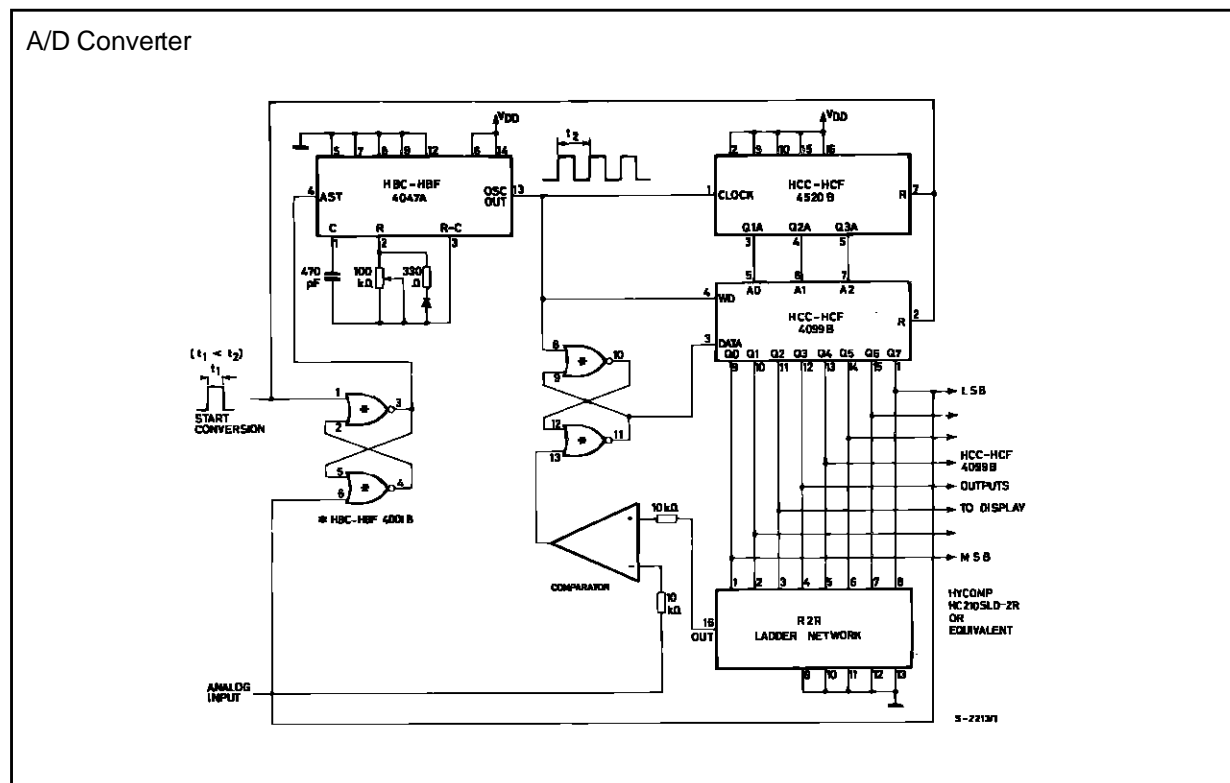 A/D Converter
VDD
VDD
t2
5 7 8 9 12 6 14
2 9 10 15 16
HBC-HBF
4047A
4 AST
OSC
OUT
13
C R R-C
1 2 3
470
pF
100
kΩ
330
Ω
1 CLOCK
HCC-HCF
4520B
R 7
Q1A Q2A Q3A
3 4 5
5 6 7
A0 A1 A2
4 WD
HCC-HCF
4099B
R 2
3 DATA
Q0 Q1 Q2 Q3 Q4 Q5 Q6 Q7
9 10 11 12 13 14 15 1
(t1 < t2)
t1
START
CONVERSION
1
2
*
3
5
6
*
4
* HBC-HBF 4001B
8
9
*
10
12
13
*
11
LSB
HCC-HCF
4099B
OUTPUTS
TO DISPLAY
MSB
10kΩ
+
−
COMPARATOR
10
kΩ
1 2 3 4 5 6 7 8
16
OUT
R2R
LADDER NETWORK
10 11 12 13
HYCOMP
HC210SLD-2R
OR
EQUIVALENT
ANALOG
INPUT